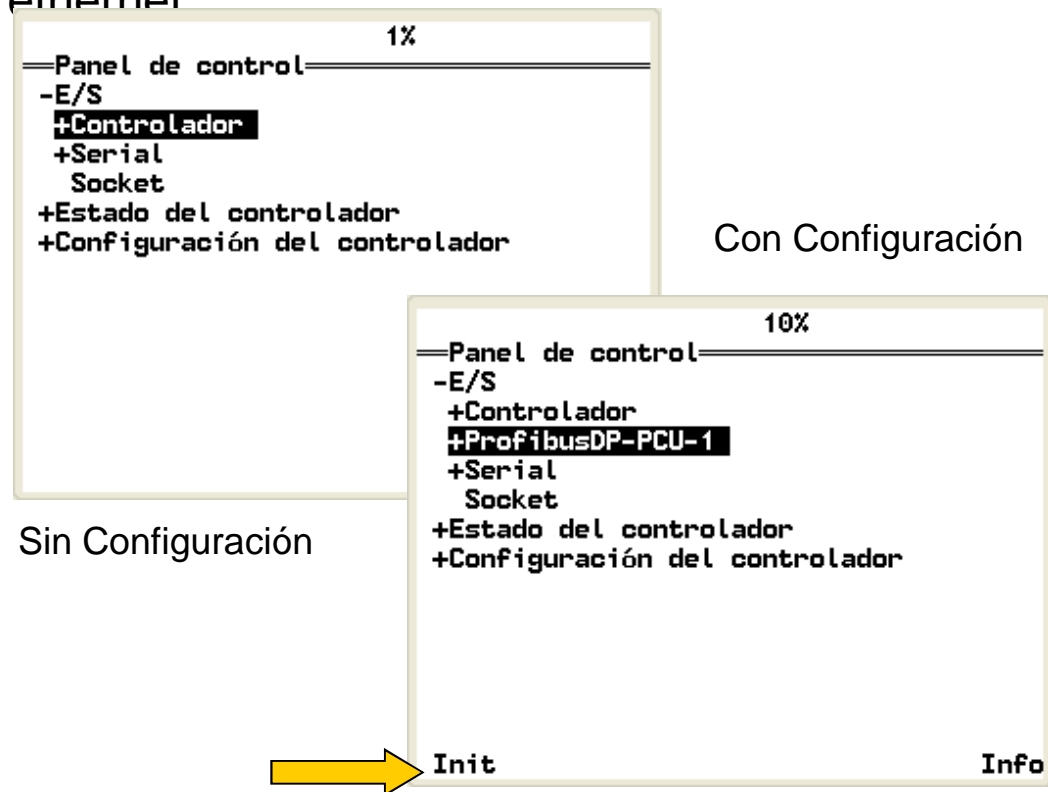 ethernet
1%
Panel de control
-E/S
+Controlador
+Serial
Socket
+Estado del controlador
+Configuración del controlador
Con Configuración
Sin Configuración
10%
Panel de control
-E/S
+Controlador
+ProfibusDP-PCU-1
+Serial
Socket
+Estado del controlador
+Configuración del controlador
Init Info